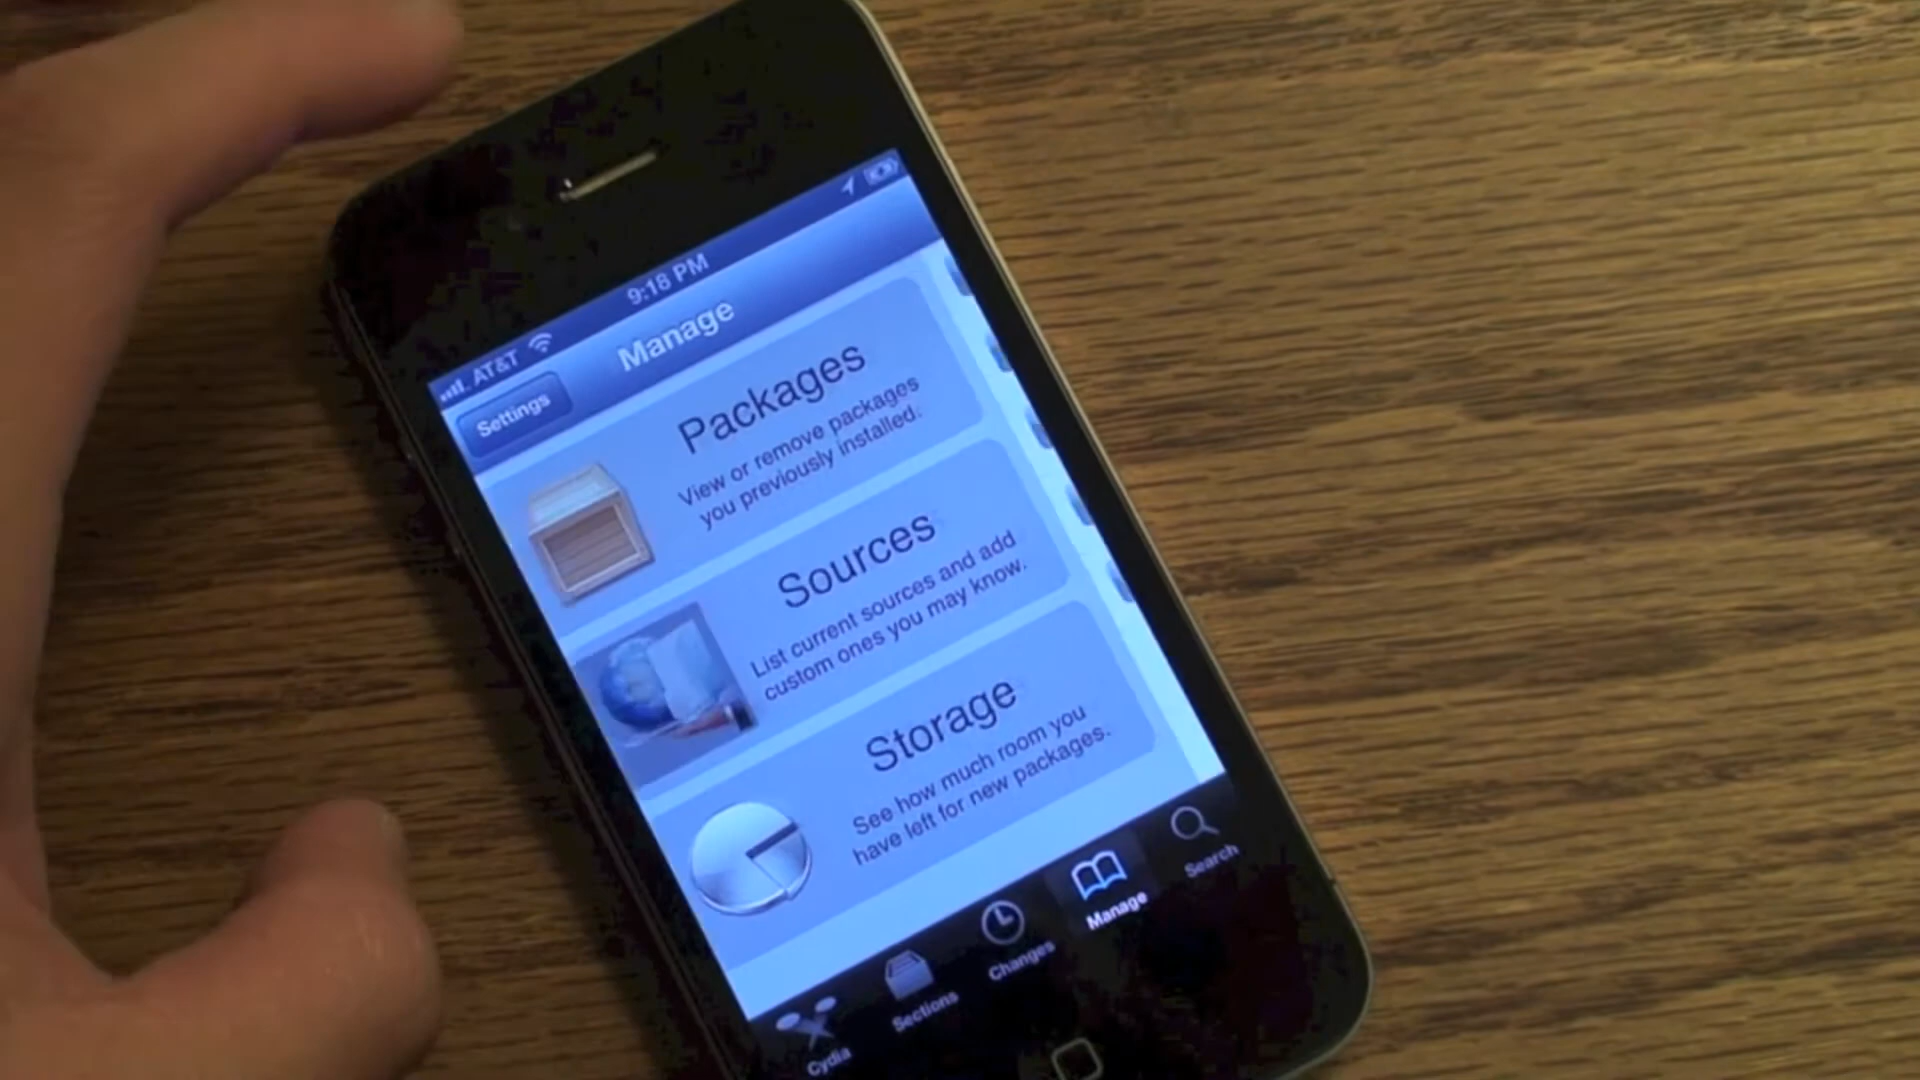 AT&T 9:18 PM
Settings
Manage
Packages
View or remove packages
you previously installed.
Sources
List current sources and add
custom ones you may know.
Storage
See how much room you
have left for new packages.
Cydia
Sections
Changes
Manage
Search